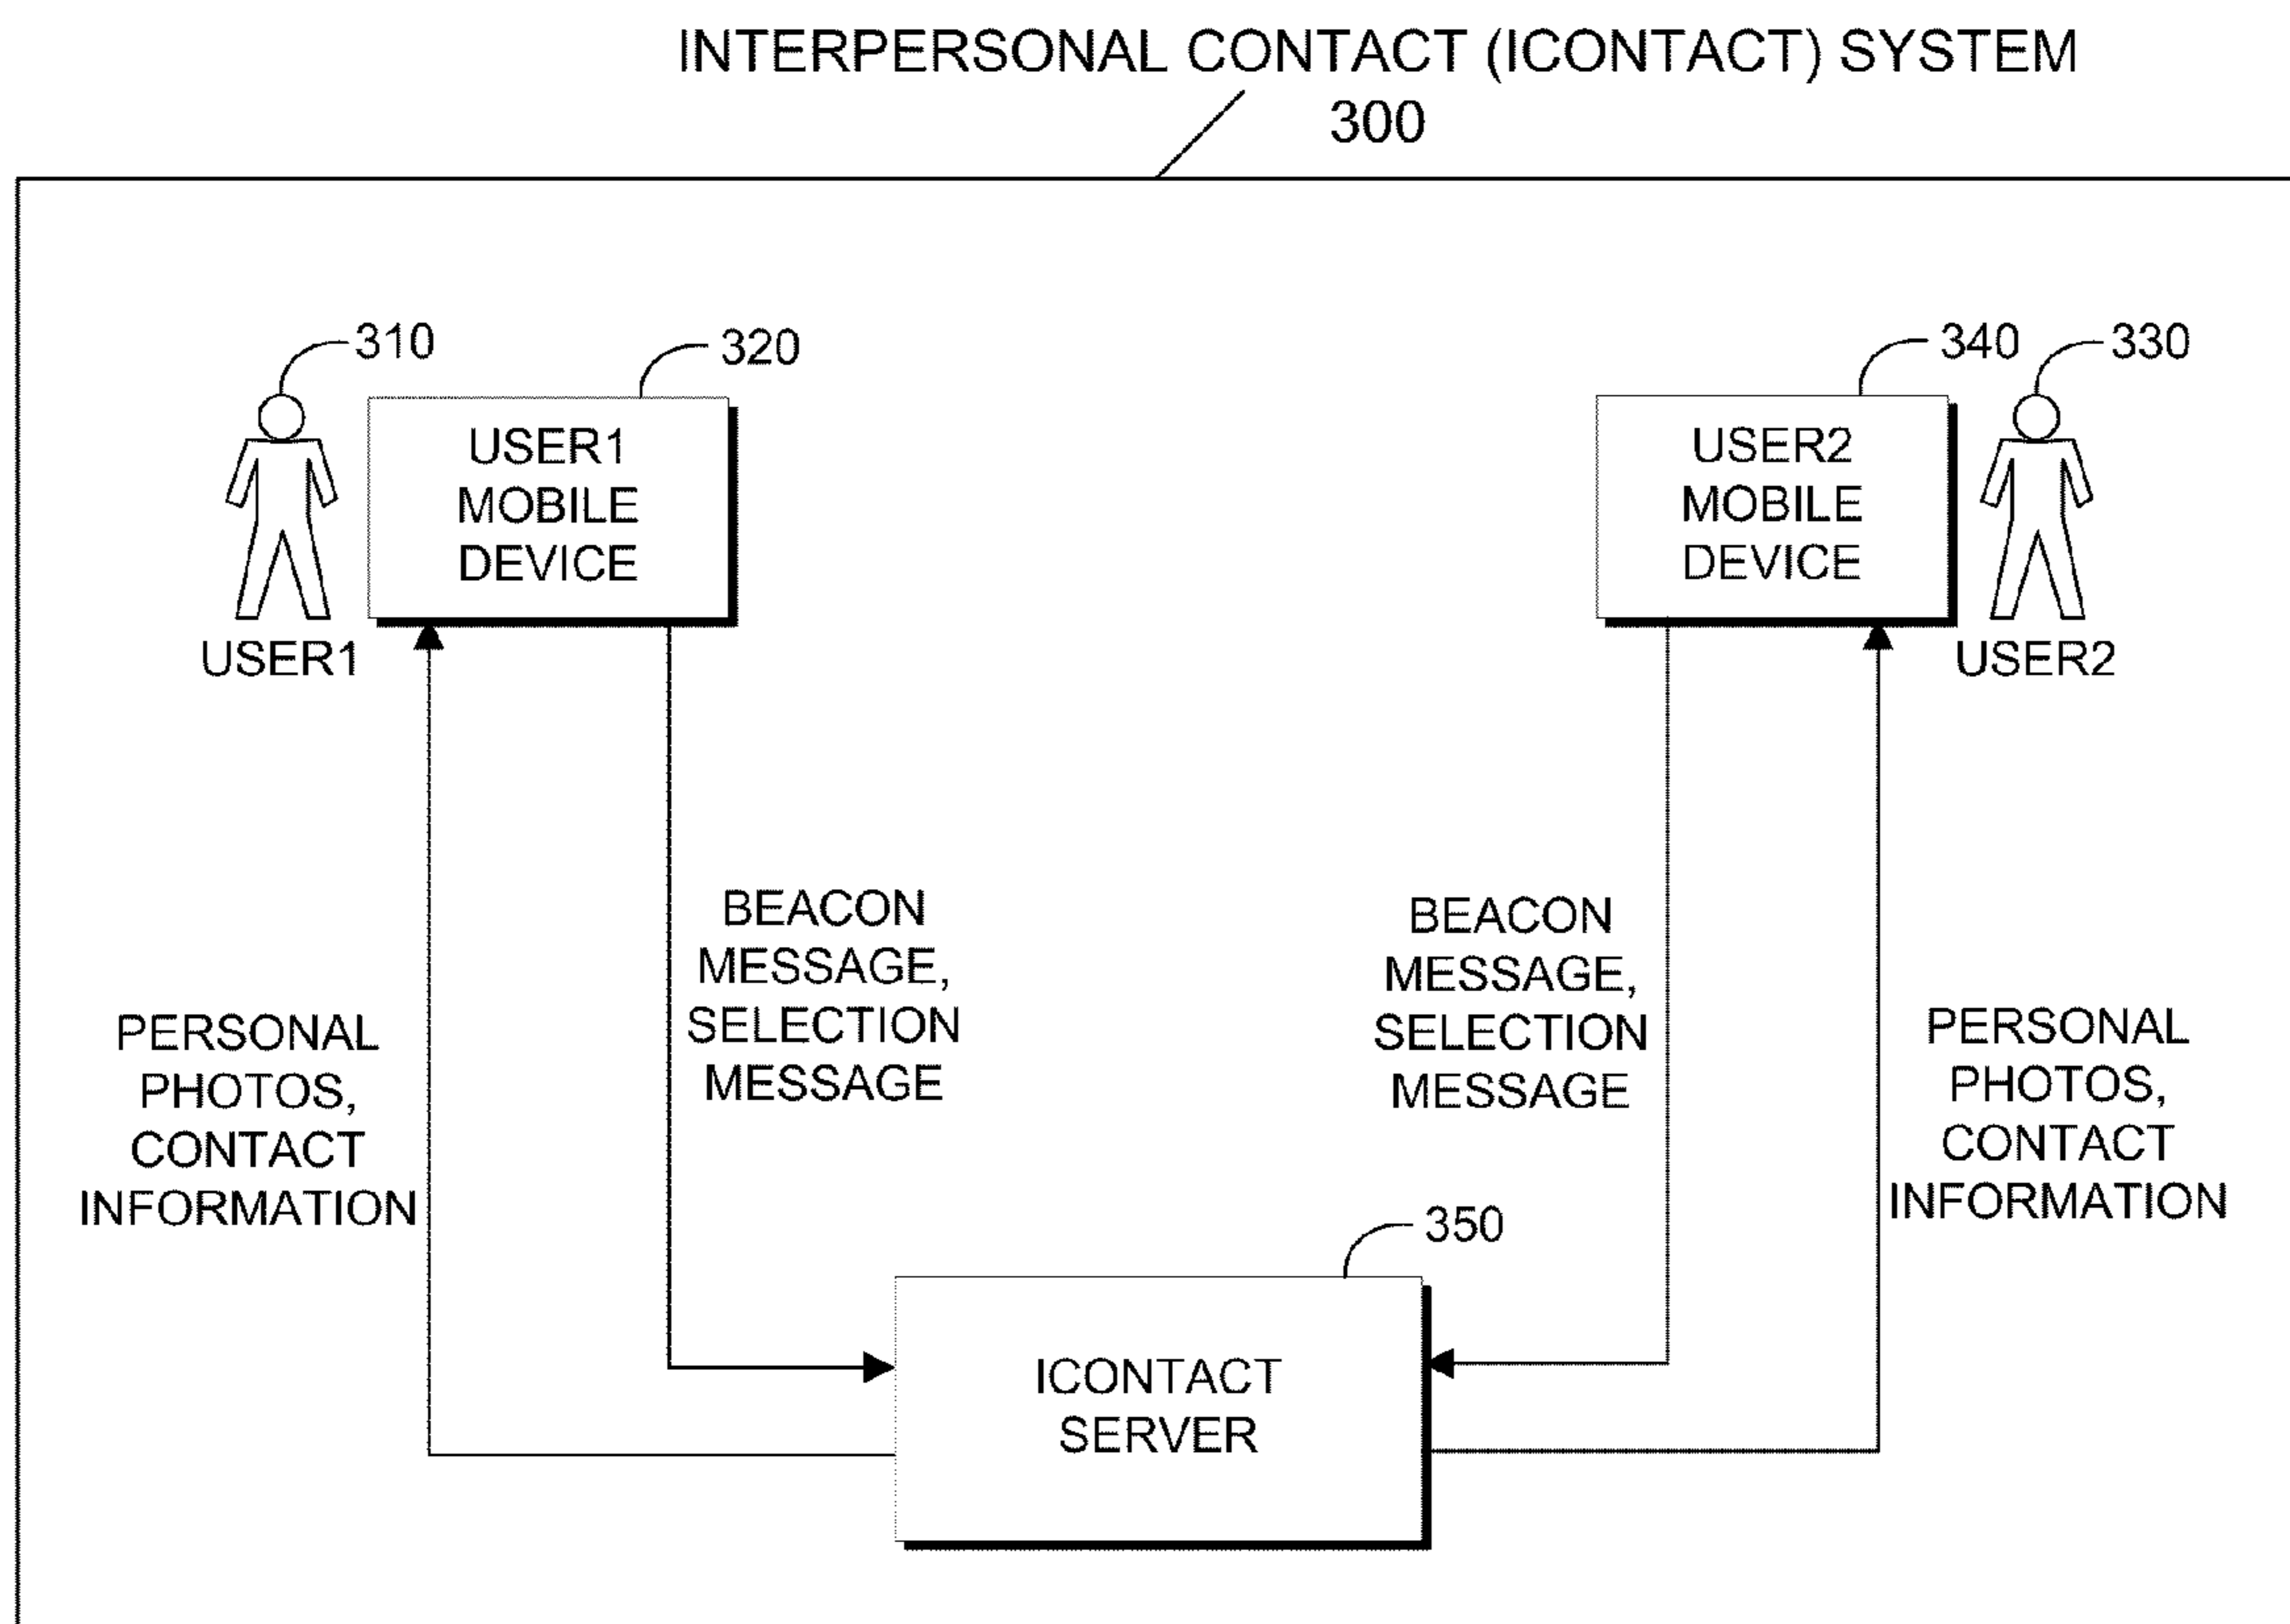 INTERPERSONAL CONTACT (ICONTACT) SYSTEM
300
310
320
340
330
USER1
MOBILE
DEVICE
USER2
MOBILE
DEVICE
USER1
USER2
BEACON
MESSAGE,
SELECTION
MESSAGE
BEACON
MESSAGE,
SELECTION
MESSAGE
PERSONAL
PHOTOS,
CONTACT
INFORMATION
PERSONAL
PHOTOS,
CONTACT
INFORMATION
350
ICONTACT
SERVER